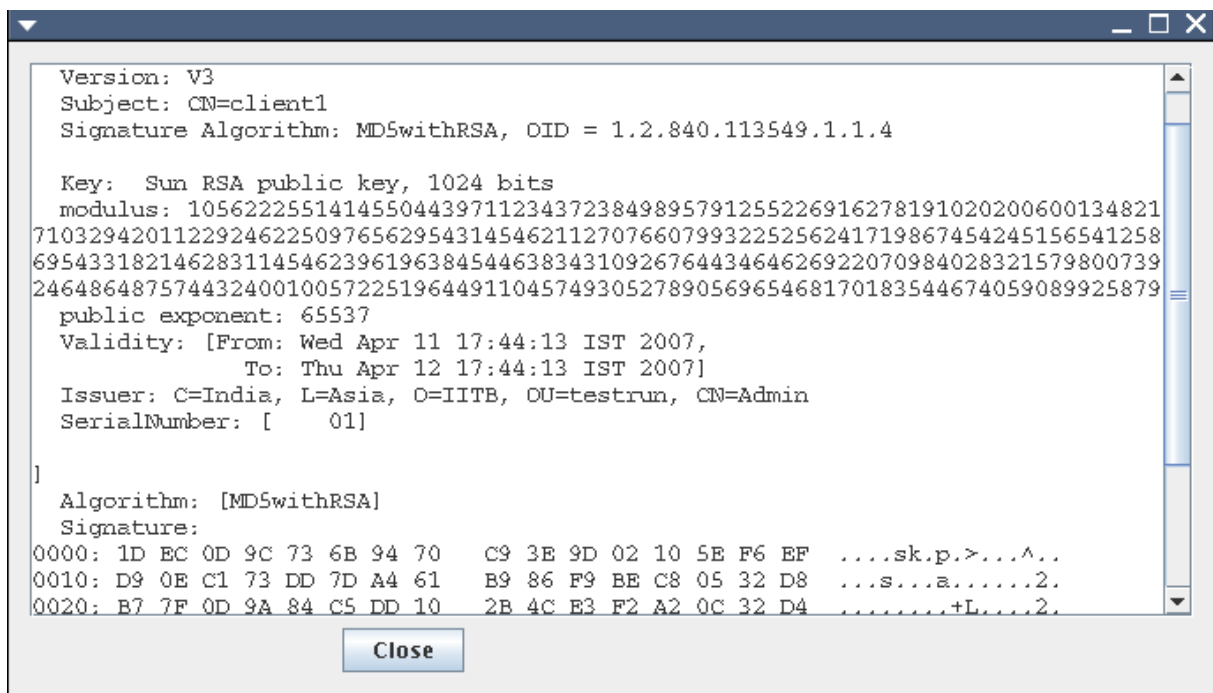 Version: V3
Subject: CN=client1
Signature Algorithm: MD5withRSA, OID = 1.2.840.113549.1.1.4
Key:  Sun RSA public key, 1024 bits
modulus: 105622255141455044397112343723849895791255226916278191020200600134821
71032942011229246225097656295431454621127076607993225256241719867454245156541258
69543318214628311454623961963845446383431092676443464626922070984028321579800739
24648648757443240010057225196449110457493052789056965468170183544674059089925879
public exponent: 65537
Validity: [From: Wed Apr 11 17:44:13 IST 2007,
To: Thu Apr 12 17:44:13 IST 2007]
Issuer: C=India, L=Asia, O=IITB, OU=testrun, CN=Admin
SerialNumber: [    01]
]
Algorithm: [MD5withRSA]
Signature:
0000: 1D EC 0D 9C 73 6B 94 70   C9 3E 9D 02 10 5E F6 EF  ....sk.p.>...^..
0010: D9 0E C1 73 DD 7D A4 61   B9 86 F9 BE C8 05 32 D8  ...s...a......2.
0020: B7 7F 0D 9A 84 C5 DD 10   2B 4C E3 F2 A2 0C 32 D4  ........+L....2.
Close